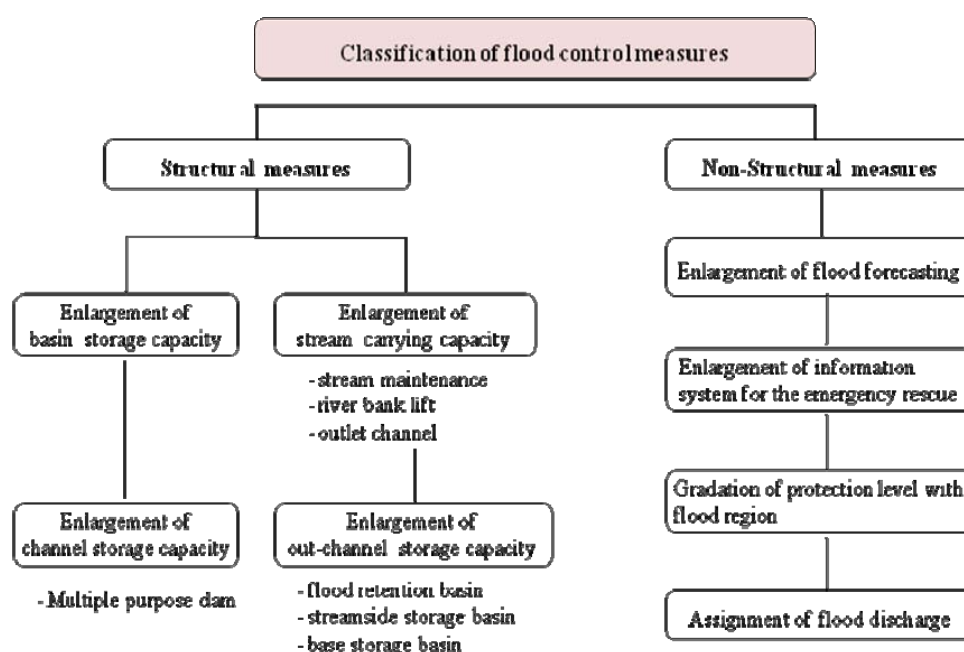 Classification of flood control measures
Structural measures
Non-Structural measures
Enlargement of
basin storage capacity
Enlargement of
stream carrying capacity
- stream maintenance
- river bank lift
- outlet channel
Enlargement of
channel storage capacity
- Multiple purpose dam
Enlargement of
out-channel storage capacity
- flood retention basin
- streamside storage basin
- base storage basin
Enlargement of flood forecasting
Enlargement of information
system for the emergency rescue
Gradation of protection level with
flood region
Assignment of flood discharge